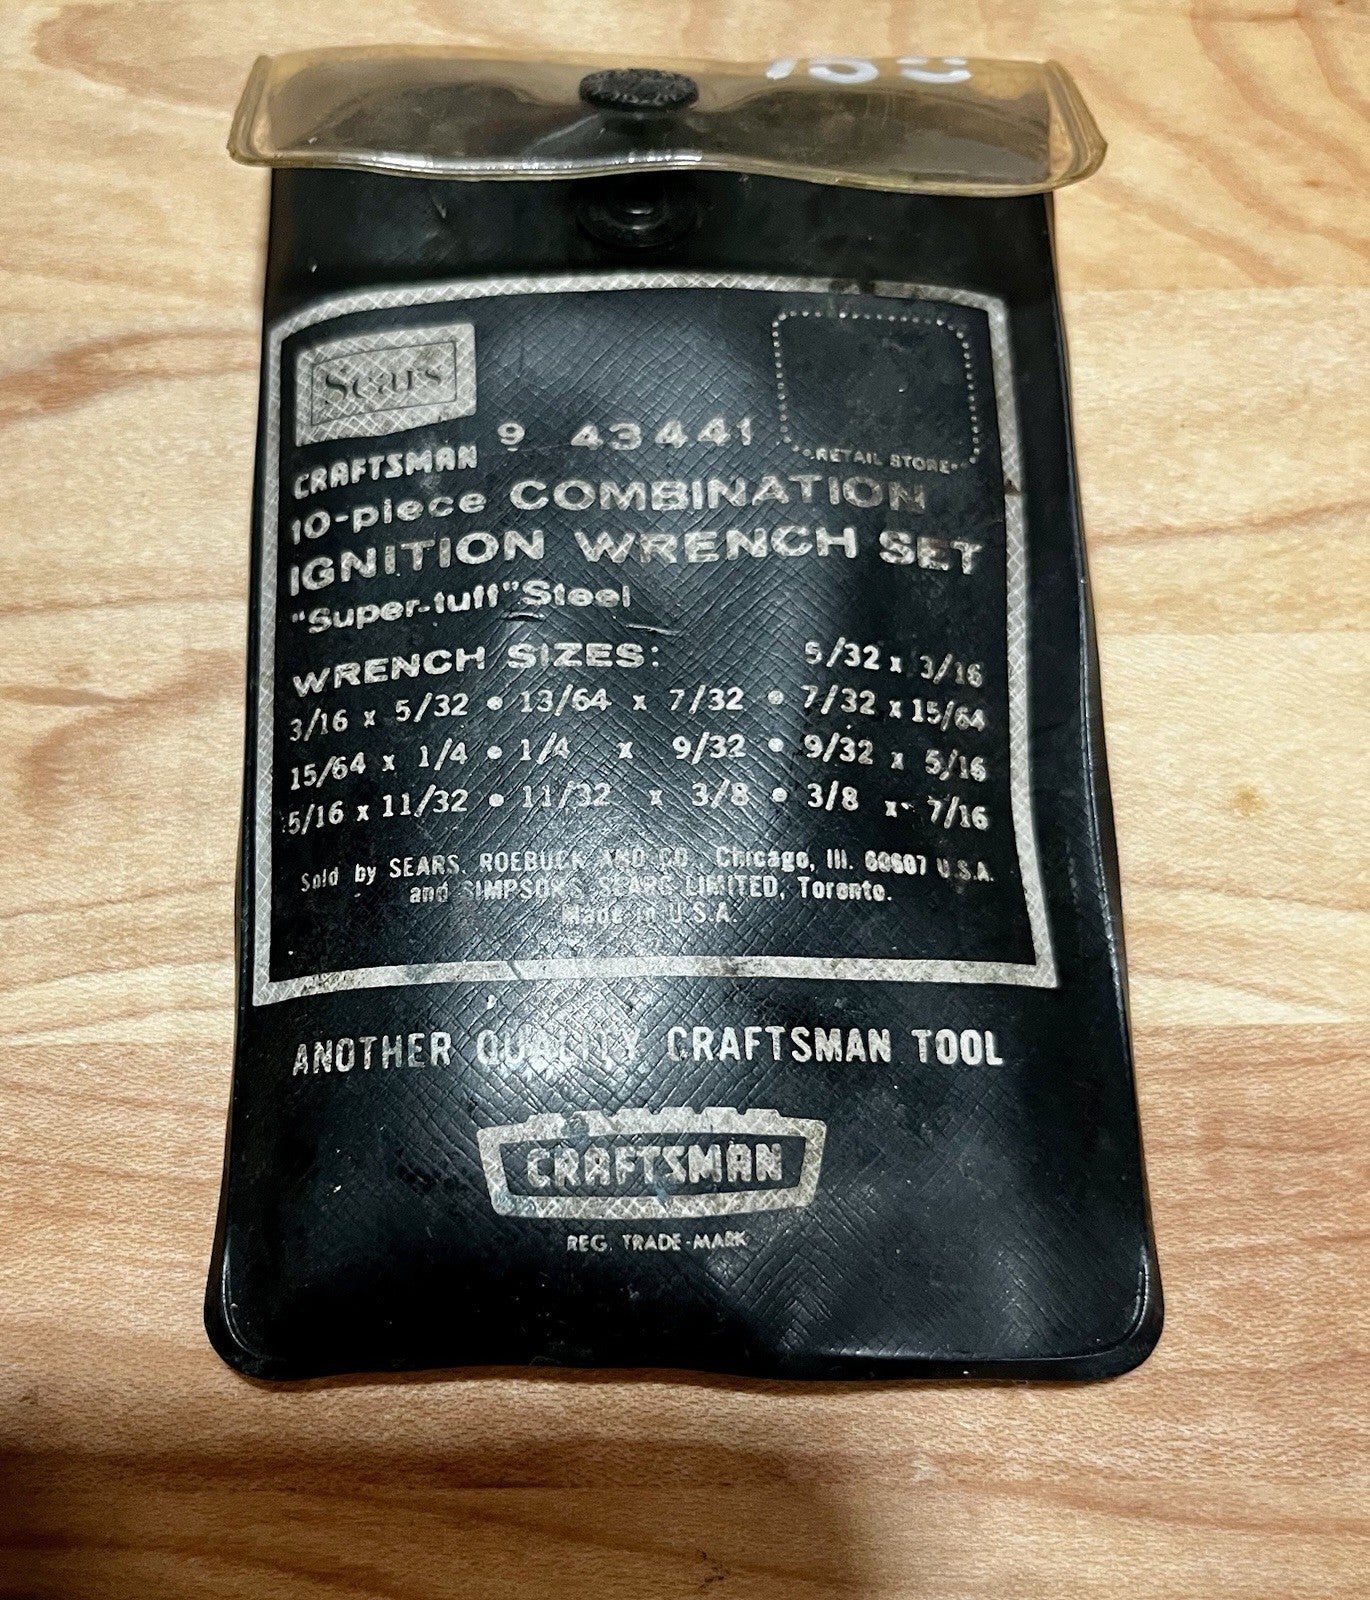 Sears
9 43441
RETAIL STORE
CRAFTSMAN
10-piece COMBINATION
IGNITION WRENCH SET
"Super-tuff" Steel
WRENCH SIZES: 5/32 x 3/16
3/16 x 5/32 • 13/64 x 7/32 • 7/32 x 15/64
15/64 x 1/4 • 1/4 x 9/32 • 9/32 x 5/16
5/16 x 11/32 • 11/32 x 3/8 • 3/8 x 7/16
Sold by SEARS, ROEBUCK AND CO., Chicago, Ill. 60607 U.S.A.
and SIMPSONS-SEARS LIMITED, Toronto.
Made in U.S.A.
ANOTHER QUALITY CRAFTSMAN TOOL
CRAFTSMAN
REG. TRADE-MARK